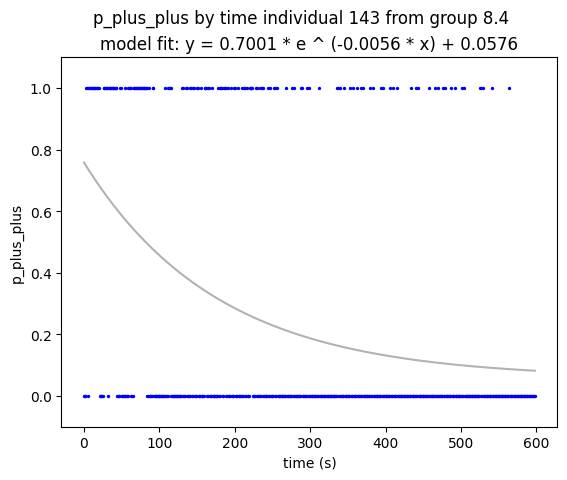 p_plus_plus by time individual 143 from group 8.4
model fit: y = 0.7001 * e ^ (-0.0056 * x) + 0.0576
1.0
0.8
0.6
0.4
0.2
0.0
p_plus_plus
0 100 200 300 400 500 600
time (s)